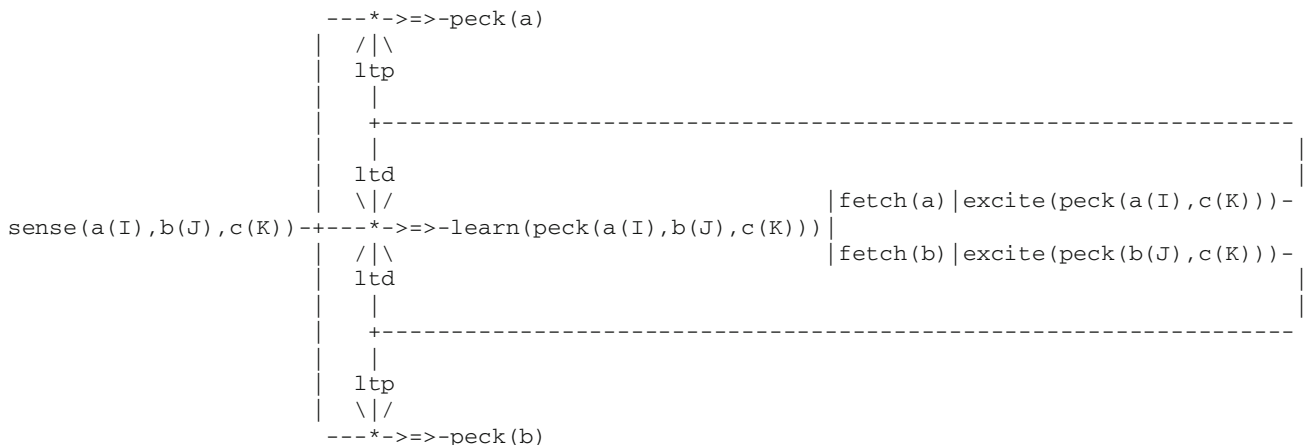 ---*->=>-peck(a)
| /|\
| ltp
| |
| +------------------------------------------------------------------
| | |
| ltd |
| \|/ |fetch(a)|excite(peck(a(I),c(K)))-
sense(a(I),b(J),c(K))-+---*->=>-learn(peck(a(I),b(J),c(K)))|
| /|\ |fetch(b)|excite(peck(b(J),c(K)))-
| ltd |
| | |
| +------------------------------------------------------------------
| |
| ltp
| \|/
---*->=>-peck(b)